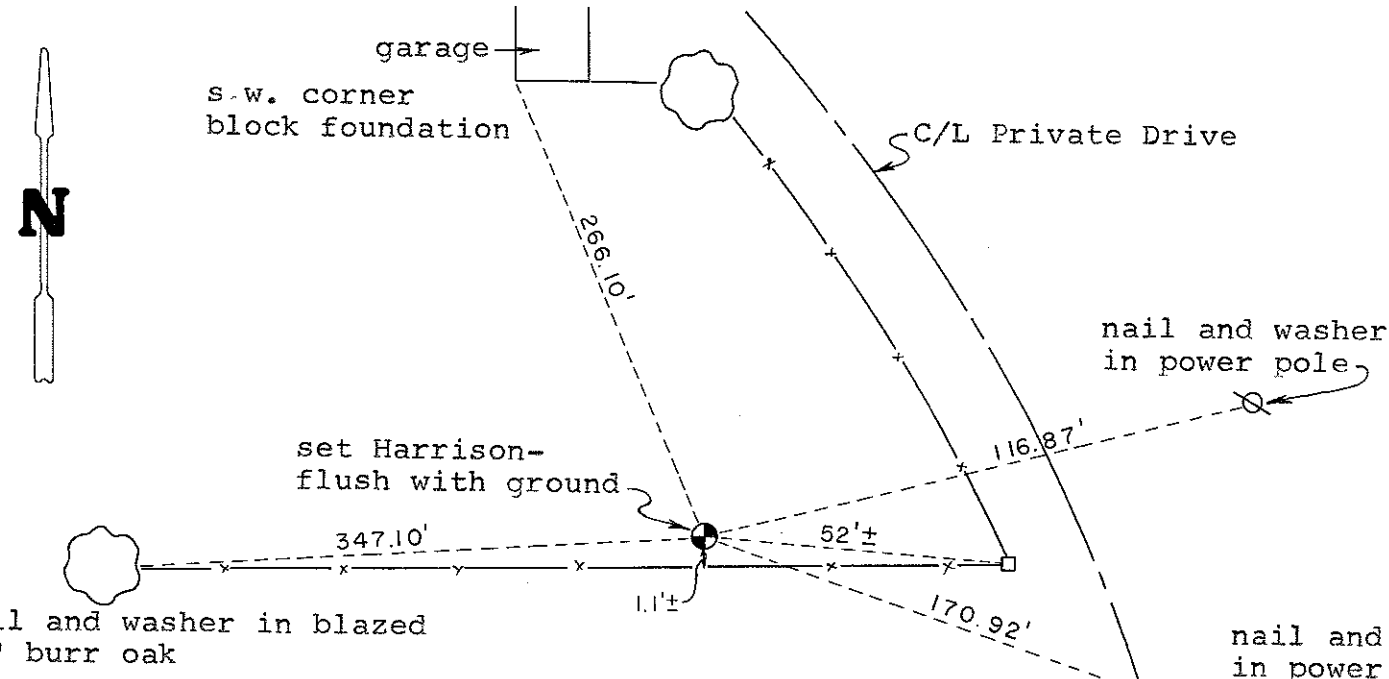 garage
s.w. corner
block foundation
C/L Private Drive
N
266.10'
nail and washer
in power pole
116.87'
set Harrison-
flush with ground
347.10'
52'±
1.1'±
170.92'
and washer in blazed
burr oak
nail and
in power